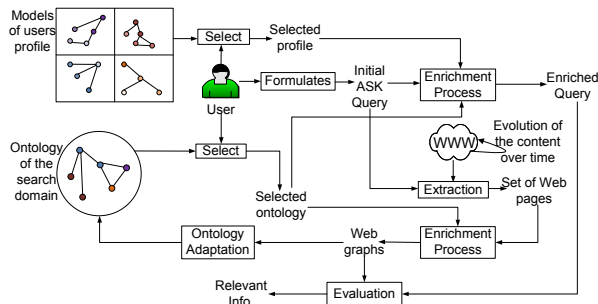 Models
of users
profile
Select
Selected
profile
Formulates
Initial
ASK
Query
Enrichment
Process
Enriched
Query
User
Ontology
of the
search
domain
Select
WWW
Evolution of
the content
over time
Selected
ontology
Extraction
Set of Web
pages
Ontology
Adaptation
Web
graphs
Enrichment
Process
Relevant
Info
Evaluation